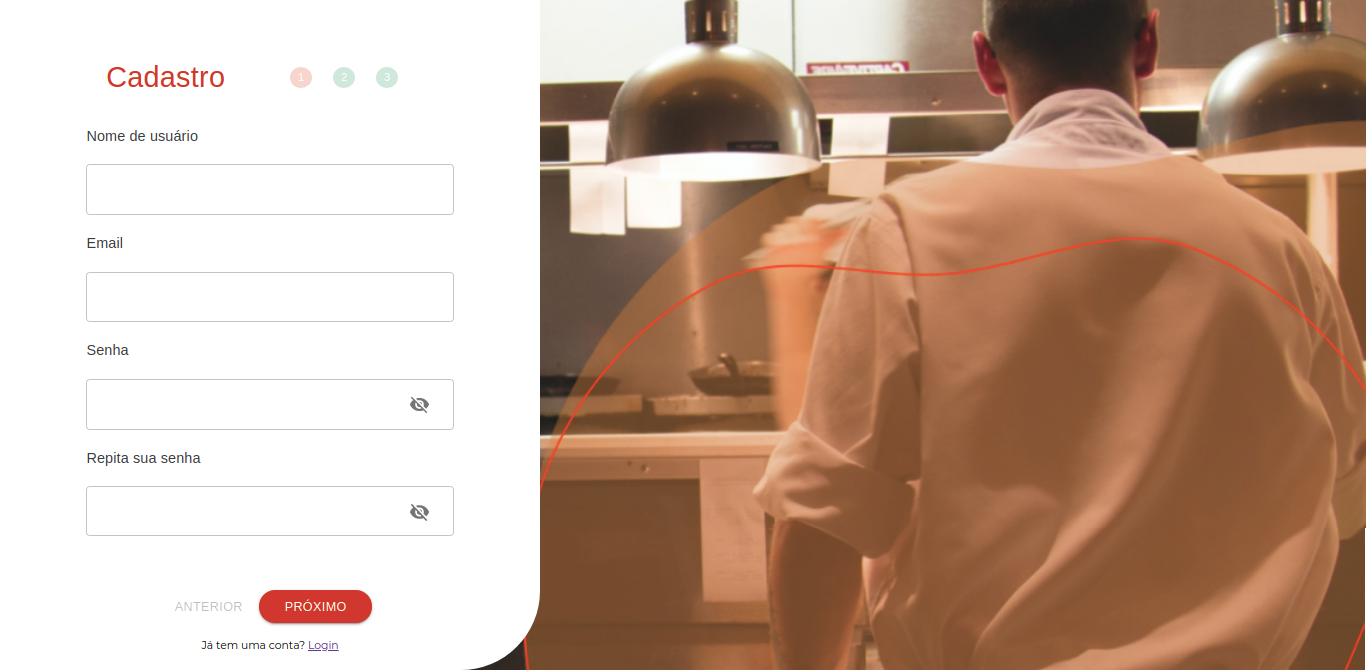 Cadastro 1 2 3
Nome de usuário
Email
Senha
Repita sua senha
ANTERIOR PRÓXIMO
Já tem uma conta? Login